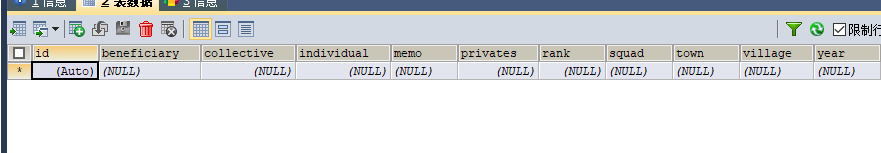 1 信息 2 表数据 3 信息
限制行
id beneficiary collective individual memo privates rank squad town village year
* (Auto) (NULL) (NULL) (NULL) (NULL) (NULL) (NULL) (NULL) (NULL) (NULL) (NULL)